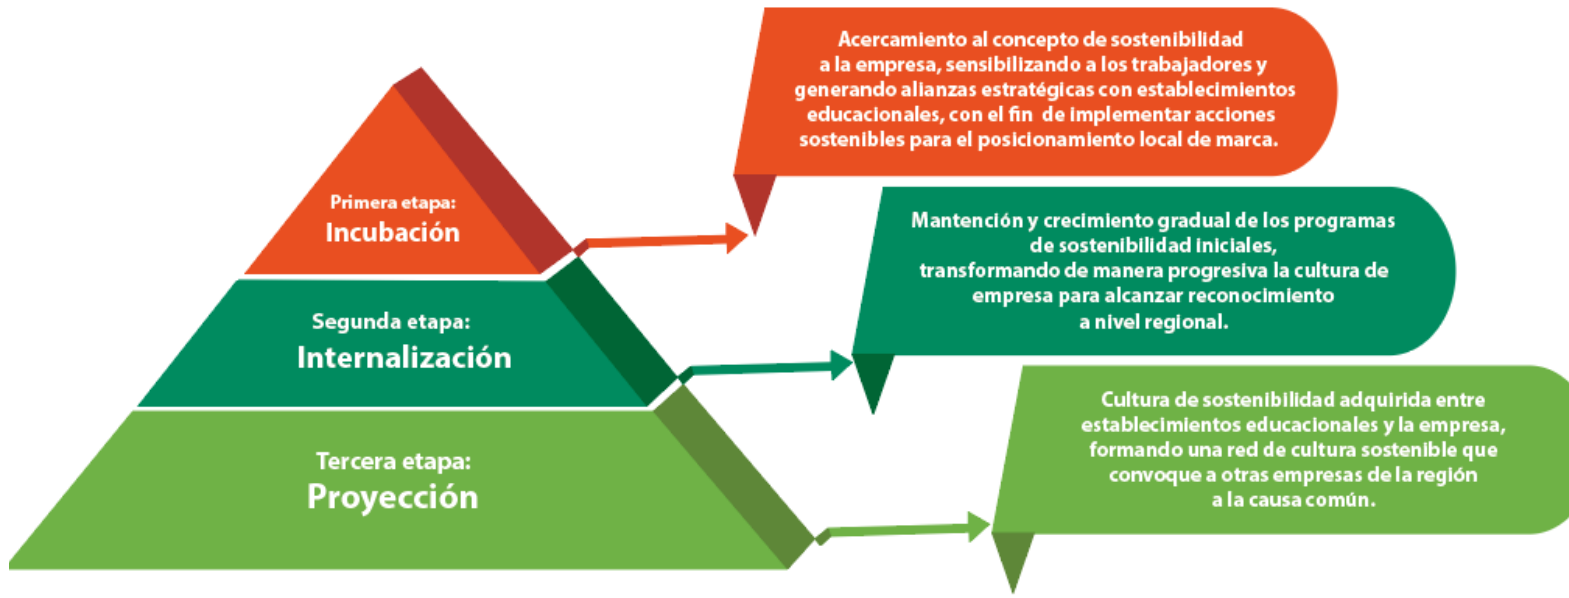 Primera etapa:
Incubación
Acercamiento al concepto de sostenibilidad
a la empresa, sensibilizando a los trabajadores y
generando alianzas estratégicas con establecimientos
educacionales, con el fin de implementar acciones
sostenibles para el posicionamiento local de marca.
Segunda etapa:
Internalización
Mantención y crecimiento gradual de los programas
de sostenibilidad iniciales,
transformando de manera progresiva la cultura de
empresa para alcanzar reconocimiento
a nivel regional.
Tercera etapa:
Proyección
Cultura de sostenibilidad adquirida entre
establecimientos educacionales y la empresa,
formando una red de cultura sostenible que
convoque a otras empresas de la región
a la causa común.